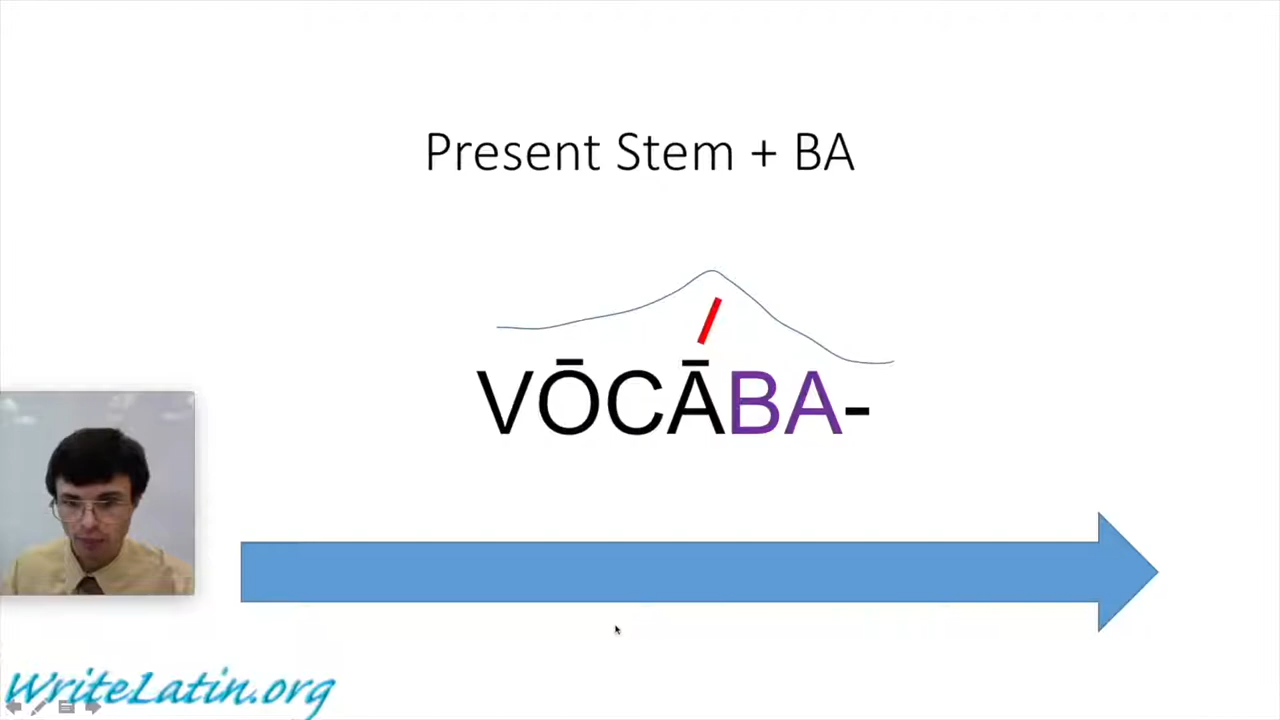 Present Stem + BA
VŌCĀBA-
WriteLatin.org